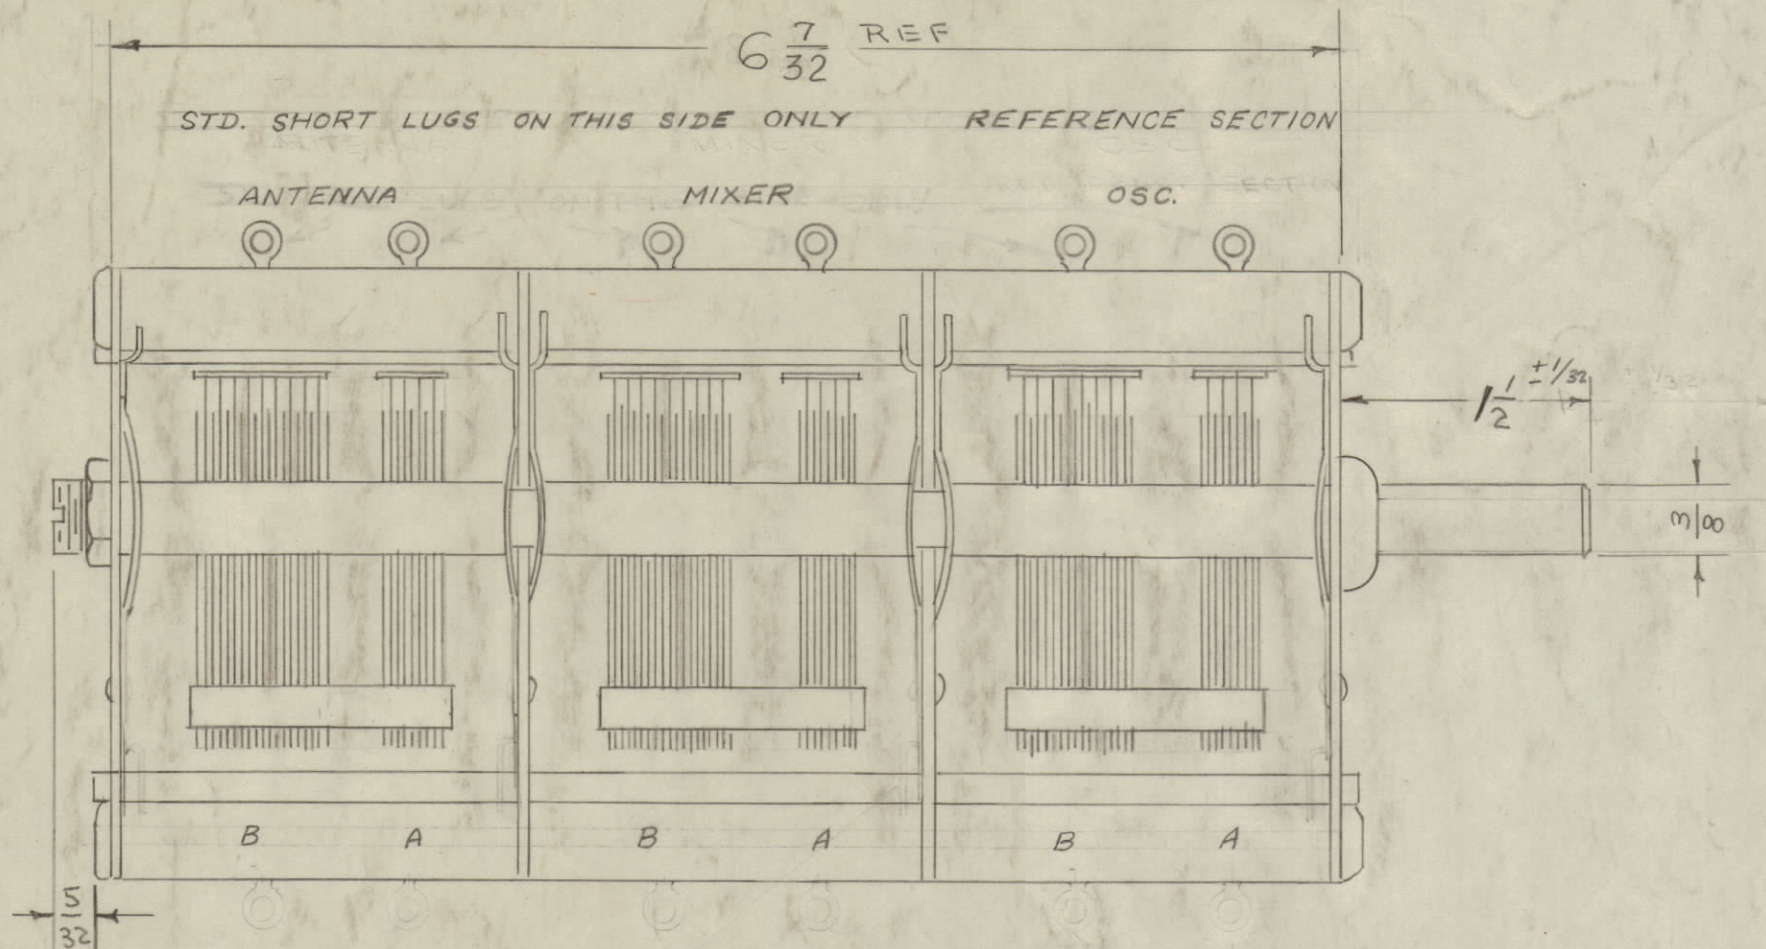 6 7/32 REF
STD. SHORT LUGS ON THIS SIDE ONLY REFERENCE SECTION
ANTENNA MIXER OSC.
1 1/2 ± 1/32
3/8
B A B A B A
5/32